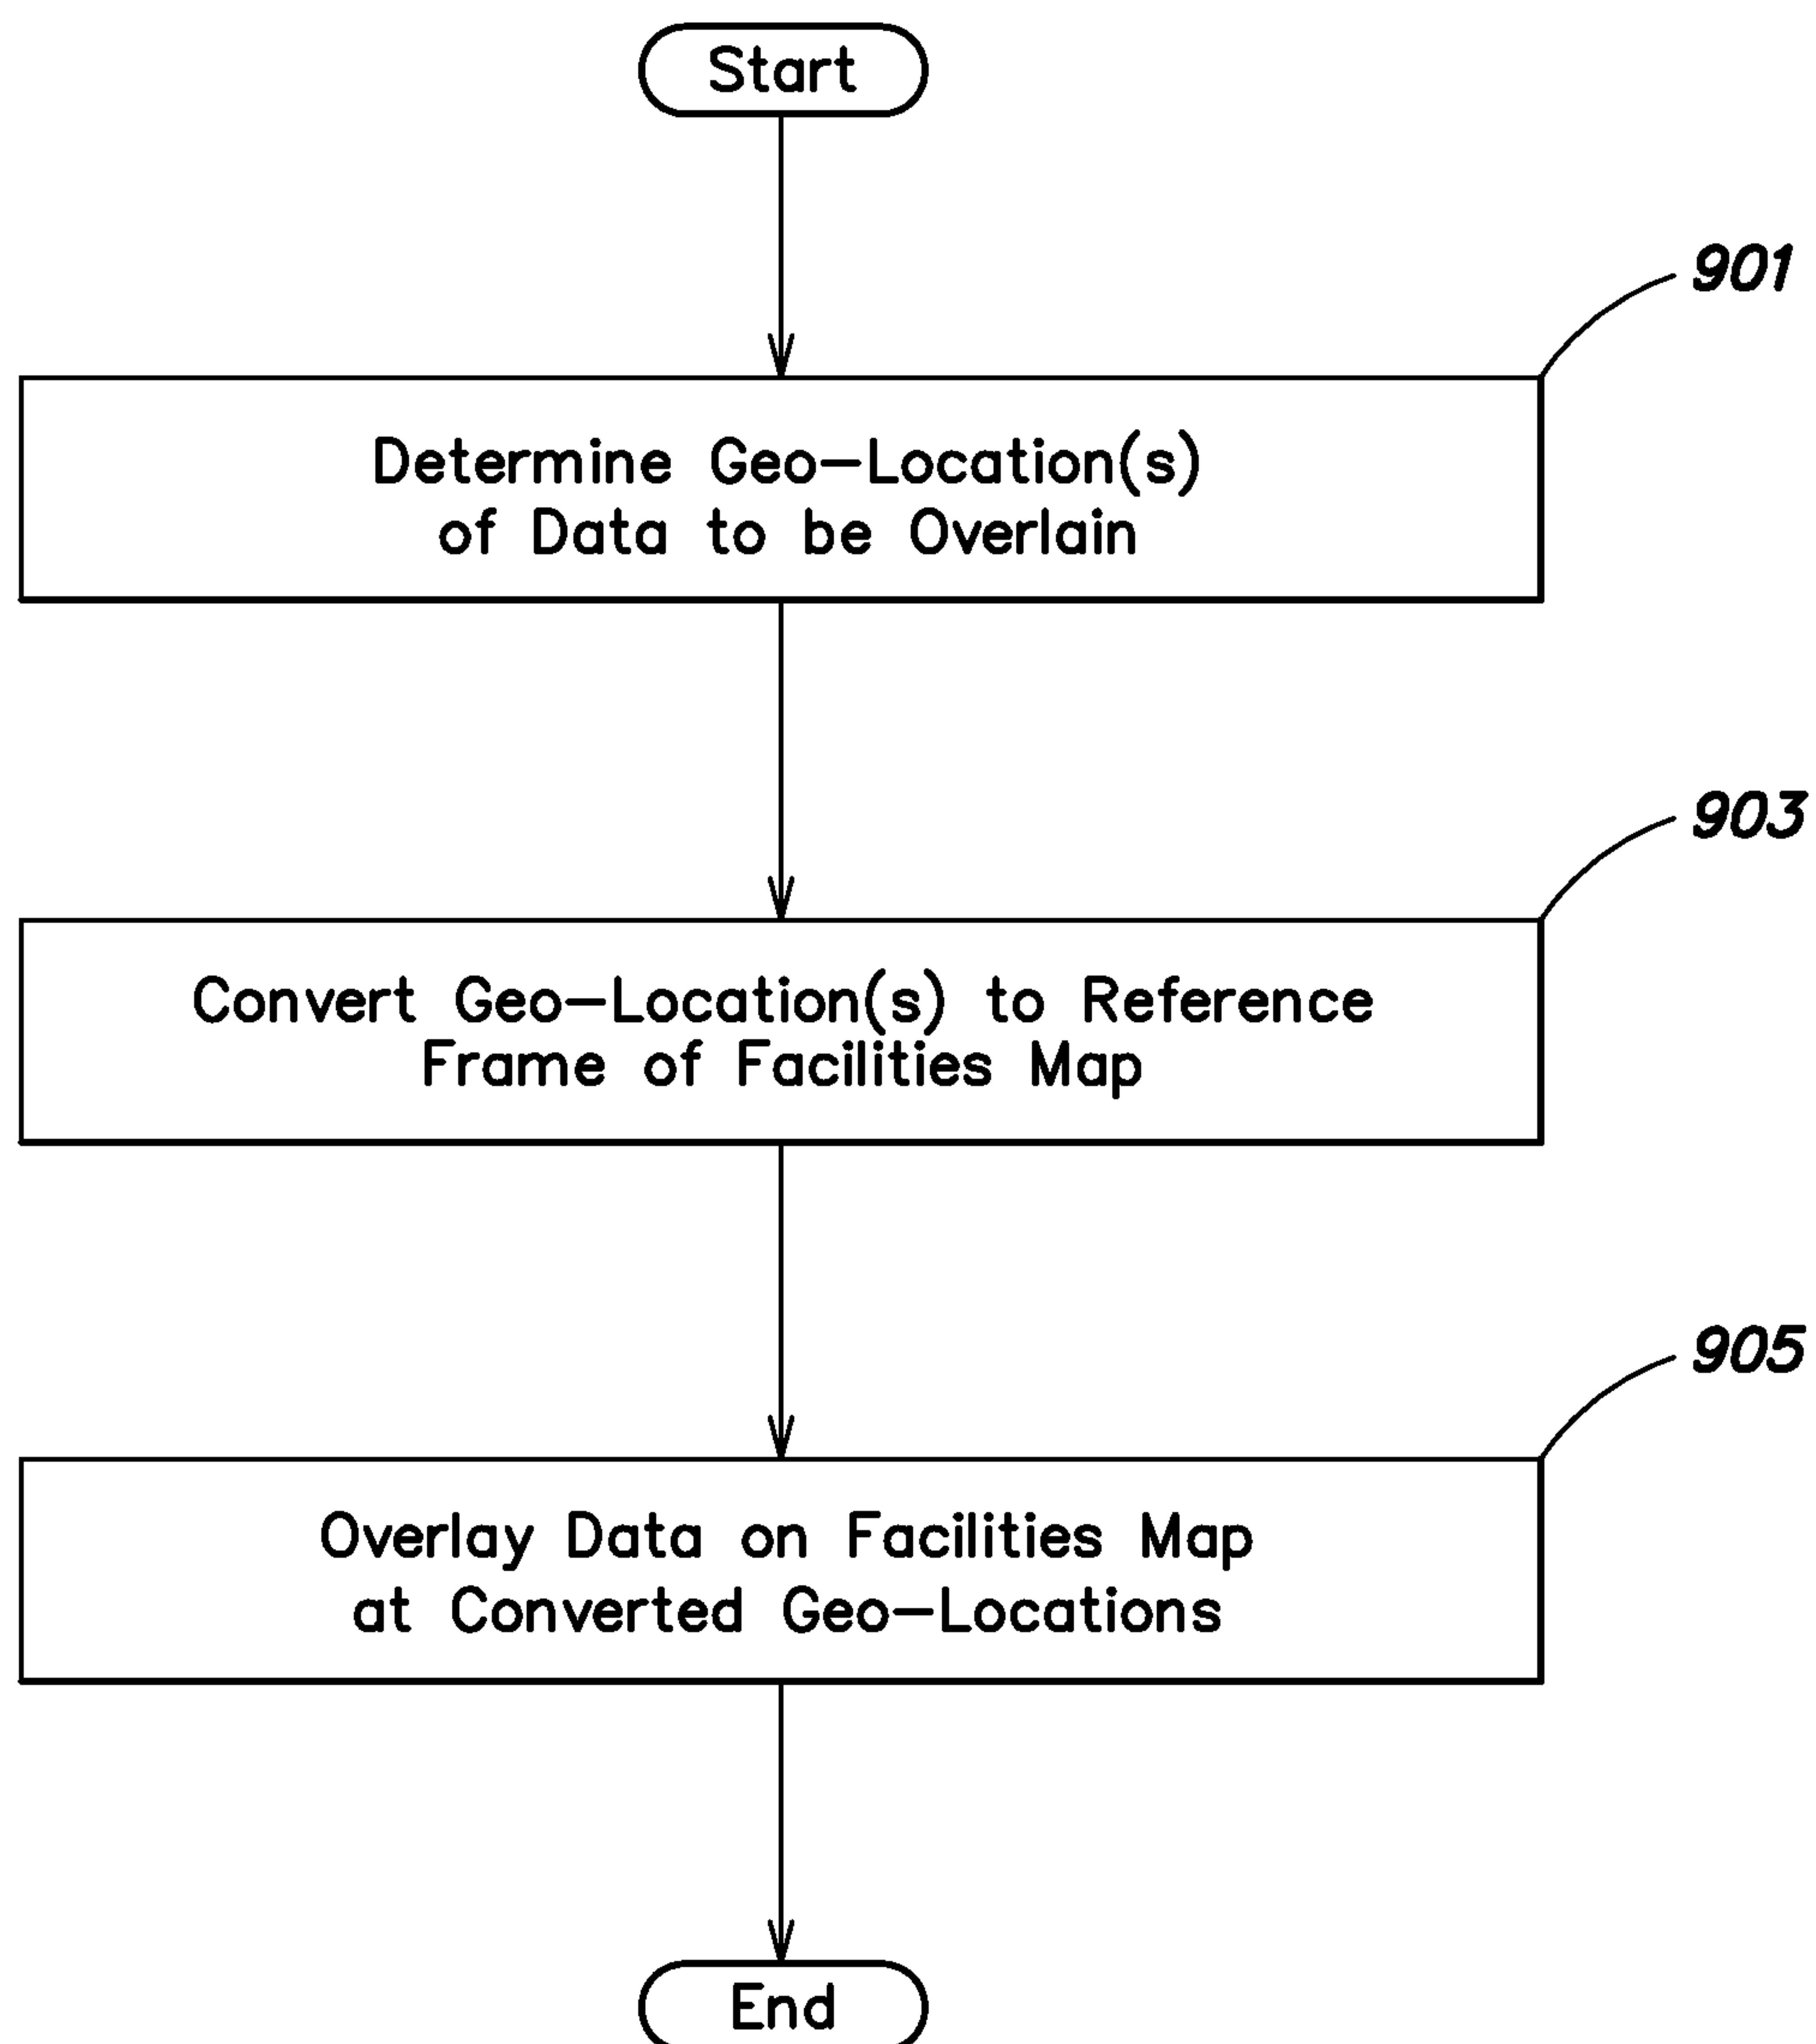 Start
901
Determine Geo-Location(s)
of Data to be Overlain
903
Convert Geo-Location(s) to Reference
Frame of Facilities Map
905
Overlay Data on Facilities Map
at Converted Geo-Locations
End